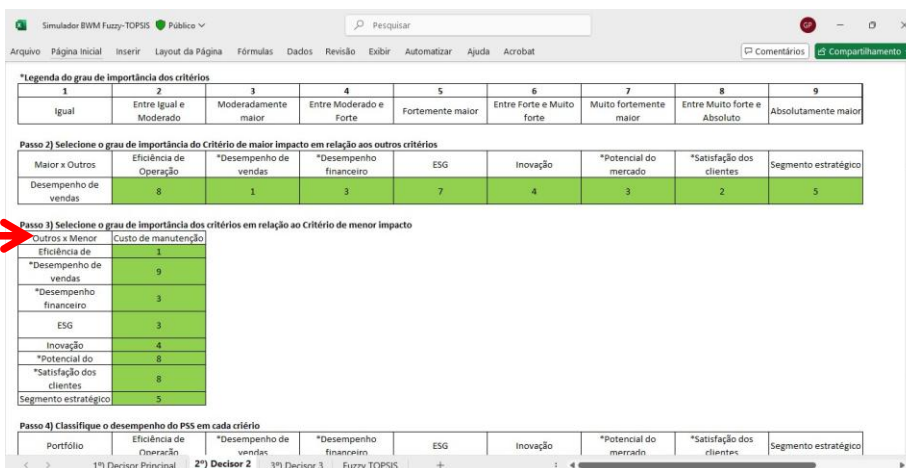 Simulador BWM Fuzzy-TOPSIS Público
Pesquisar
GP
Arquivo Página Inicial Inserir Layout da Página Fórmulas Dados Revisão Exibir Automatizar Ajuda Acrobat
Comentários Compartilhamento
*Legenda do grau de importância dos critérios
1 2 3 4 5 6 7 8 9
Igual Entre Igual e Moderado Moderadamente maior Entre Moderado e Forte Fortemente maior Entre Forte e Muito forte Muito fortemente maior Entre Muito forte e Absoluto Absolutamente maior
Passo 2) Selecione o grau de importância do Critério de maior impacto em relação aos outros critérios
Maior x Outros Eficiência de Operação *Desempenho de vendas *Desempenho financeiro ESG Inovação *Potencial do mercado *Satisfação dos clientes Segmento estratégico
Desempenho de vendas 8 1 3 7 4 3 2 5
Passo 3) Selecione o grau de importância dos critérios em relação ao Critério de menor impacto
Outros x Menor Custo de manutenção
Eficiência de 1
*Desempenho de vendas 9
*Desempenho financeiro 3
ESG 3
Inovação 4
*Potencial do 8
*Satisfação dos clientes 8
Segmento estratégico 5
Passo 4) Classifique o desempenho do PSS em cada criério
Portfólio Eficiência de Operação *Desempenho de vendas *Desempenho financeiro ESG Inovação *Potencial do mercado *Satisfação dos clientes Segmento estratégico
1º) Decisor Principal 2º) Decisor 2 3º) Decisor 3 Fuzzy TOPSIS